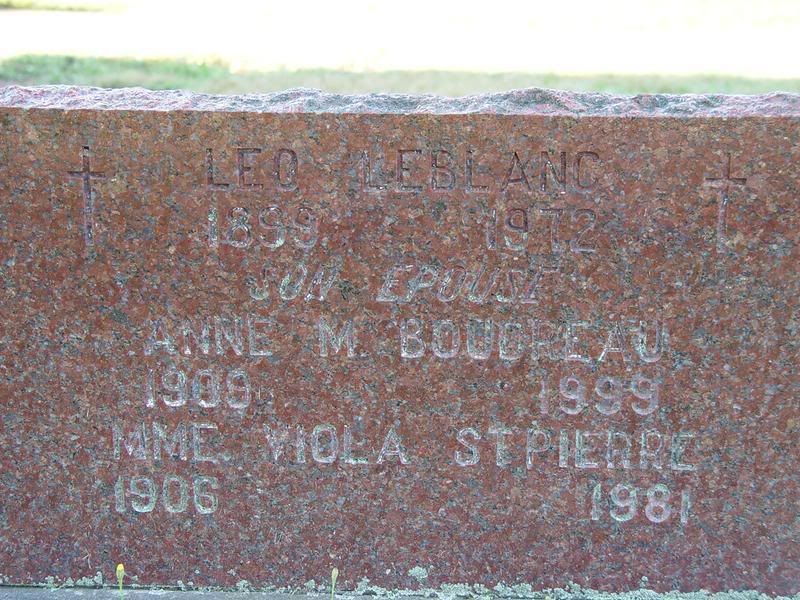 LEO LEBLANC
1899 1972
SON EPOUSE
ANNE M. BOUDREAU
1909 1999
MME. VIOLA ST.PIERRE
1906 1981